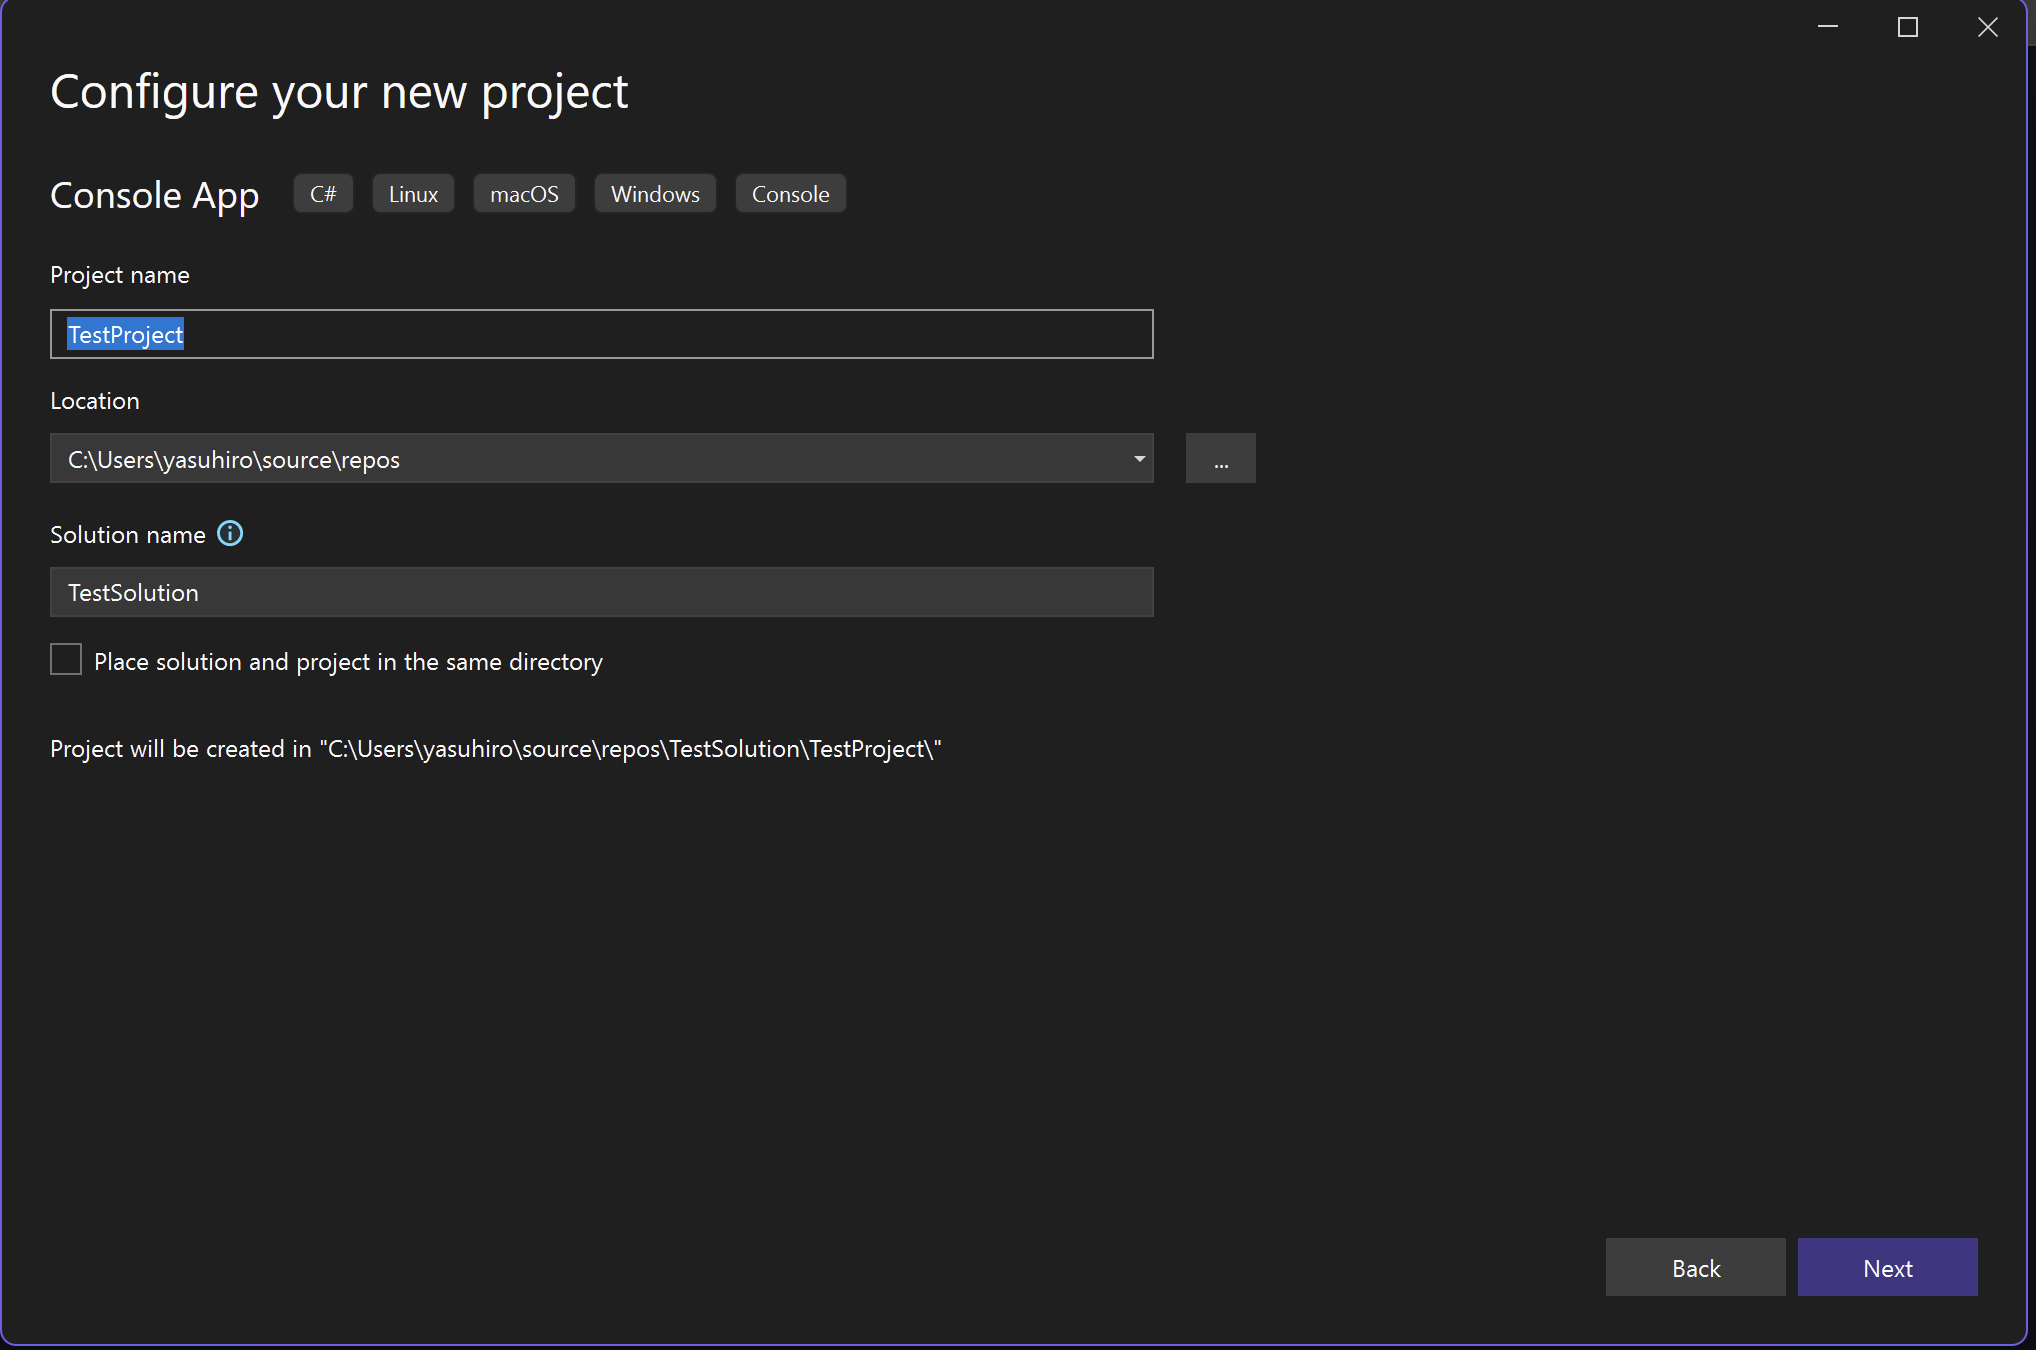 Configure your new project
Console App C# Linux macOS Windows Console
Project name
TestProject
Location
C:\Users\yasuhiro\source\repos
...
Solution name
TestSolution
Place solution and project in the same directory
Project will be created in "C:\Users\yasuhiro\source\repos\TestSolution\TestProject\"
Back Next